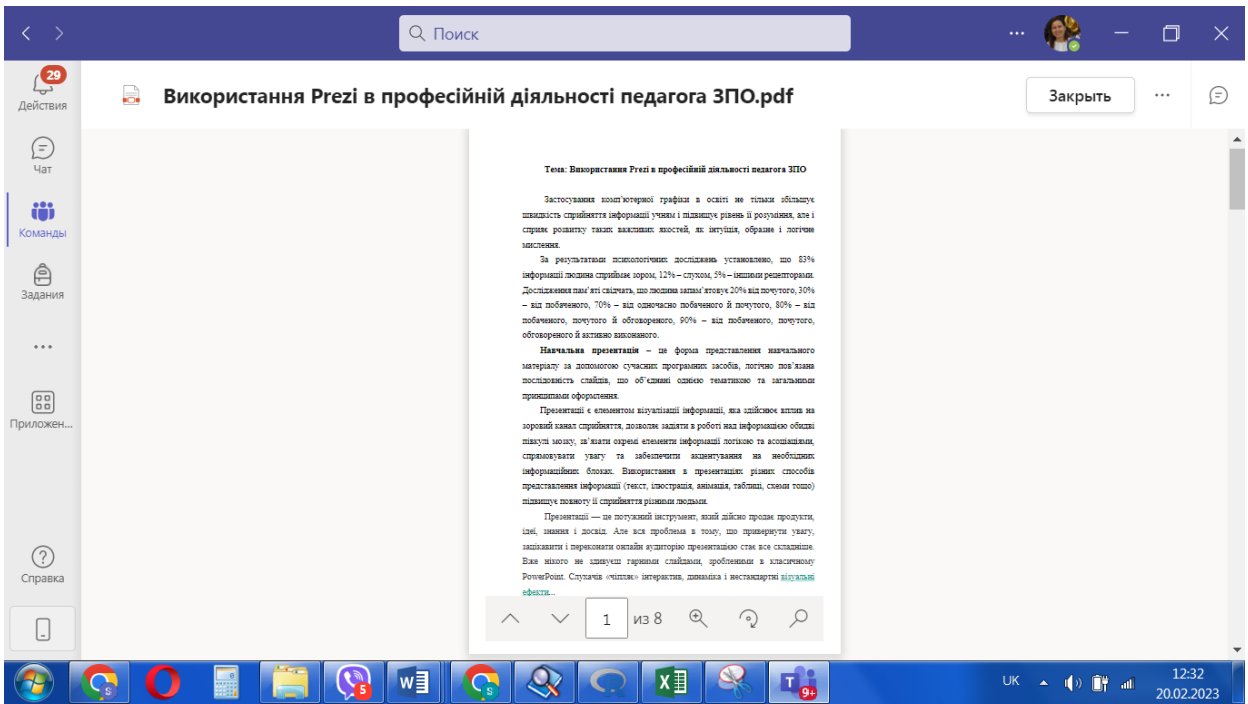 Поиск
29
Действия
Чат
Команды
Задания
Приложен...
Справка
Використання Prezi в професійній діяльності педагога ЗПО.pdf
Закрыть
Тема: Використання Prezi в професійній діяльності педагога ЗПО
Застосування комп'ютерної графіки в освіті не тільки збільшує
швидкість сприйняття інформації учням і підвищує рівень її розуміння, але і
сприяє розвитку таких важливих якостей, як інтуїція, образне і логічне
мислення.
За результатами психологічних досліджень установлено, що 83%
інформації людина сприймає зором, 12% – слухом, 5% – іншими рецепторами.
Дослідження пам'яті свідчать, що людина запам'ятовує 20% від почутого, 30%
– від побаченого, 70% – від одночасно побаченого й почутого, 80% – від
побаченого, почутого й обговореного, 90% – від побаченого, почутого,
обговореного й активно виконаного.
Навчальна презентація – це форма представлення навчального
матеріалу за допомогою сучасних програмних засобів, логічно пов'язана
послідовність слайдів, що об'єднані однією тематикою та загальними
принципами оформлення.
Презентації є елементом візуалізації інформації, яка здійснює вплив на
зоровий канал сприйняття, дозволяє задіяти в роботі над інформацією обидві
півкулі мозку, зв'язати окремі елементи інформації логікою та асоціаціями,
спрямовувати увагу та забезпечити акцентування на необхідних
інформаційних блоках. Використання в презентаціях різних способів
представлення інформації (текст, ілюстрація, анімація, таблиці, схеми тощо)
підвищує повноту її сприйняття різними людьми.
Презентації — це потужний інструмент, який дійсно продає продукти,
ідеї, знання і досвід. Але вся проблема в тому, що привернути увагу,
зацікавити і переконати онлайн аудиторію презентацією стає все складніше.
Вже нікого не здивуєш гарними слайдами, зробленими в класичному
PowerPoint. Слухачів «чіпляє» інтерактив, динаміка і нестандартні візуальні
ефекти...
1 из 8
5
9+
UK
12:32
20.02.2023